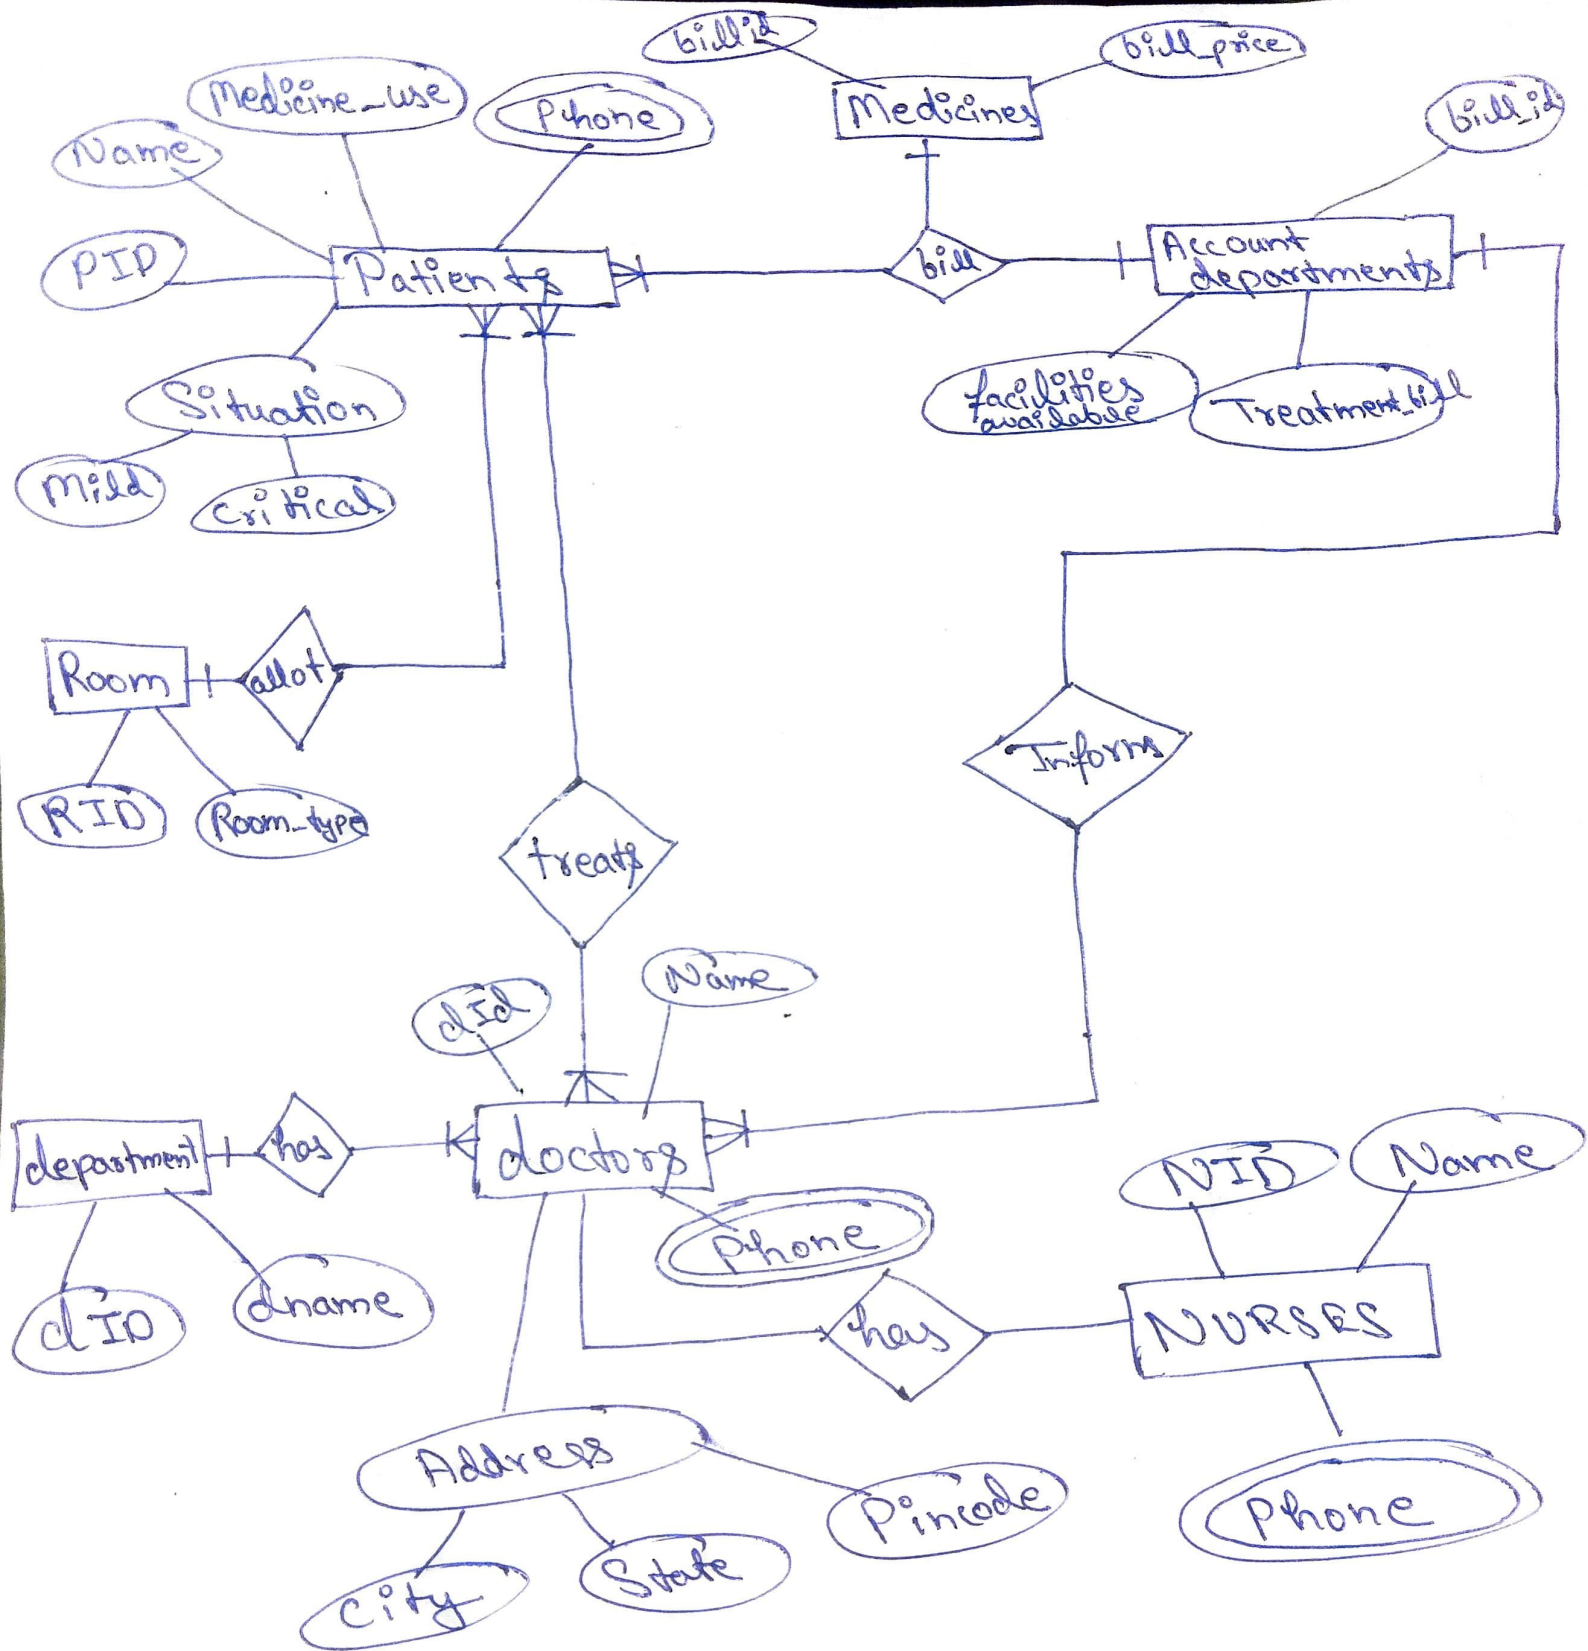 billid
bill_price
Medicine_use
Phone
Medicines
bill_id
Name
PID
Patients
bill
Account
departments
Situation
facilities
available
Treatment_bill
Mild
critical
Room
allot
Informs
RID
Room_type
treats
Name
dId
department
has
doctors
NID
Name
Phone
dID
dname
has
NURSES
Address
Pincode
Phone
City
State